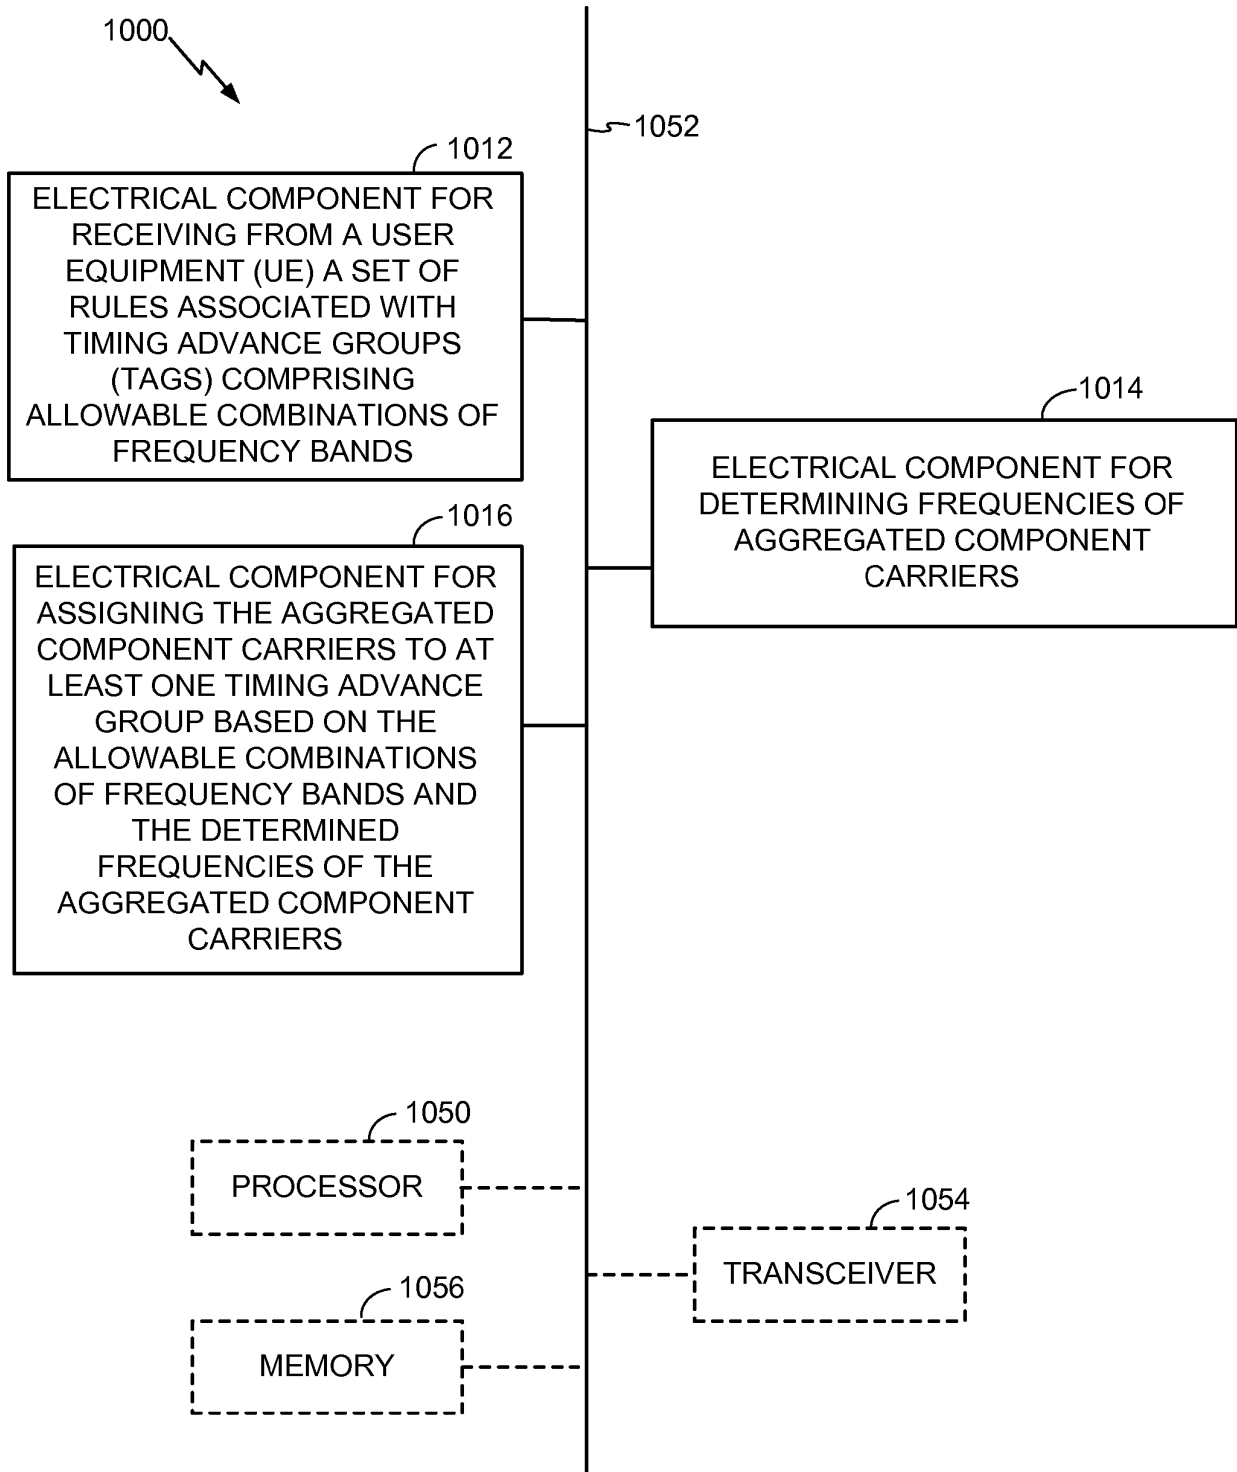 1000
1052
1012
ELECTRICAL COMPONENT FOR
RECEIVING FROM A USER
EQUIPMENT (UE) A SET OF
RULES ASSOCIATED WITH
TIMING ADVANCE GROUPS
(TAGS) COMPRISING
ALLOWABLE COMBINATIONS OF
FREQUENCY BANDS
1014
ELECTRICAL COMPONENT FOR
DETERMINING FREQUENCIES OF
AGGREGATED COMPONENT
CARRIERS
1016
ELECTRICAL COMPONENT FOR
ASSIGNING THE AGGREGATED
COMPONENT CARRIERS TO AT
LEAST ONE TIMING ADVANCE
GROUP BASED ON THE
ALLOWABLE COMBINATIONS
OF FREQUENCY BANDS AND
THE DETERMINED
FREQUENCIES OF THE
AGGREGATED COMPONENT
CARRIERS
1050
PROCESSOR
1054
TRANSCEIVER
1056
MEMORY